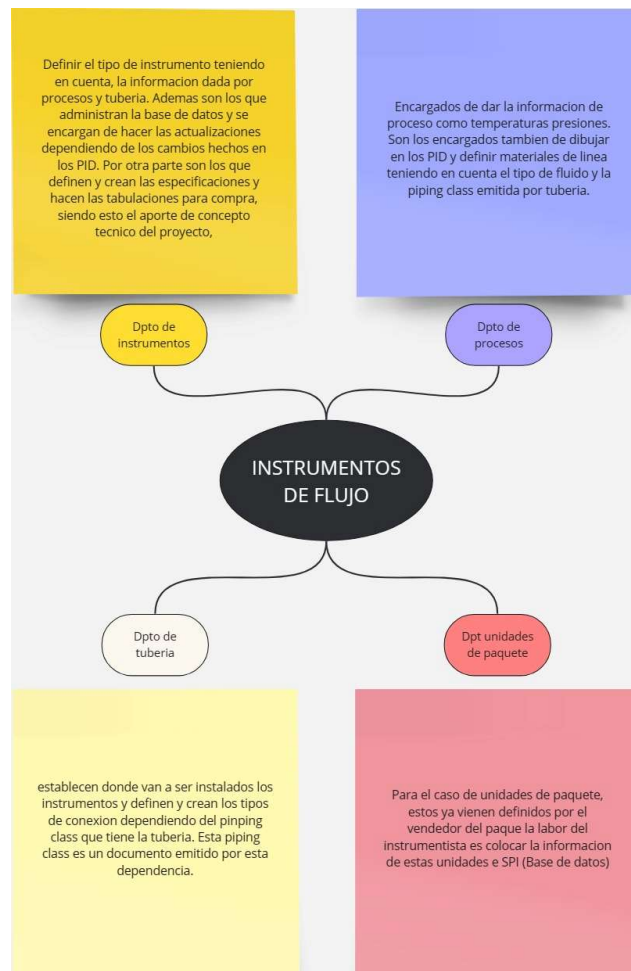 Definir el tipo de instrumento teniendo
en cuenta, la informacion dada por
procesos y tuberia. Ademas son los que
administran la base de datos y se
encargan de hacer las actualizaciones
dependiendo de los cambios hechos en
los PID. Por otra parte son los que
definen y crean las especificaciones y
hacen las tabulaciones para compra,
siendo esto el aporte de concepto
tecnico del proyecto,
Encargados de dar la informacion de
proceso como temperaturas presiones.
Son los encargados tambien de dibujar
en los PID y definir materiales de linea
teniendo en cuenta el tipo de fluido y la
piping class emitida por tuberia.
Dpto de
instrumentos
Dpto de
procesos
INSTRUMENTOS
DE FLUJO
Dpto de
tuberia
Dpt unidades
de paquete
establecen donde van a ser instalados los
instrumentos y definen y crean los tipos
de conexion dependiendo del pinping
class que tiene la tuberia. Esta piping
class es un documento emitido por esta
dependencia.
Para el caso de unidades de paquete,
estos ya vienen definidos por el
vendedor del paque la labor del
instrumentista es colocar la informacion
de estas unidades e SPI (Base de datos)